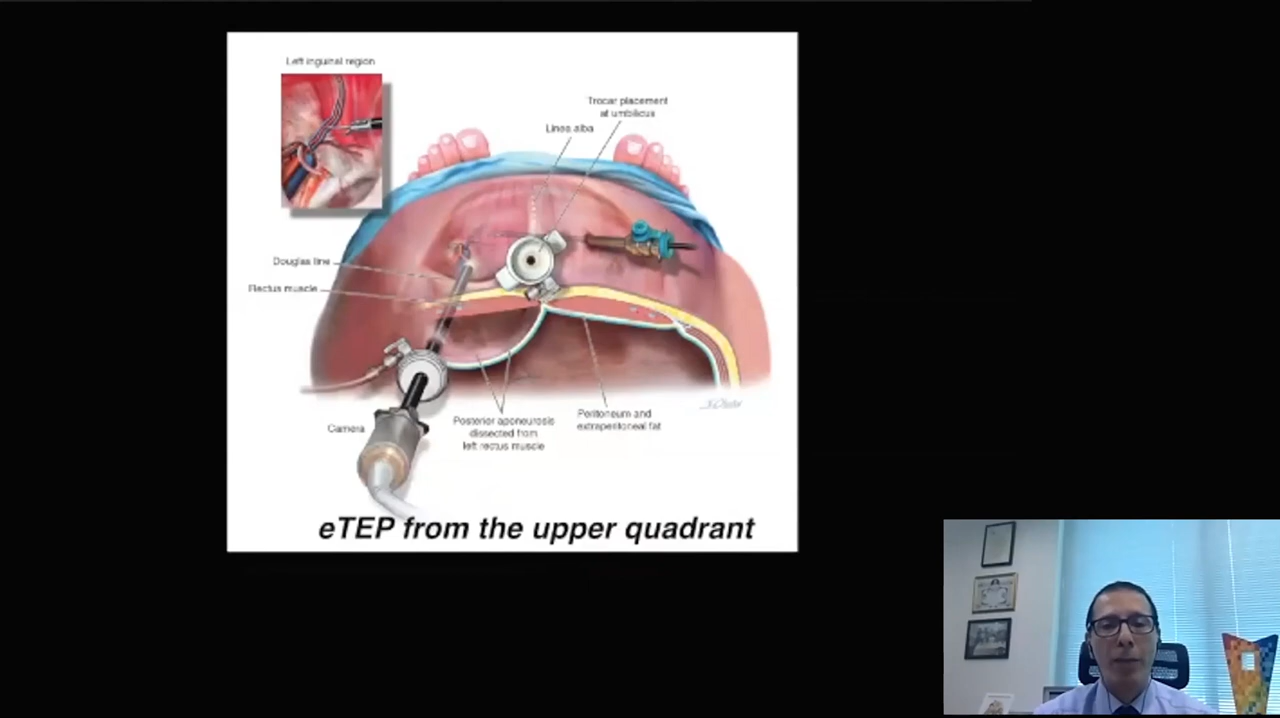 Left inguinal region
Trocar placement
at umbilicus
Linea alba
Douglas line
Rectus muscle
Camera
Posterior aponeurosis
dissected from
left rectus muscle
Peritoneum and
extraperitoneal fat
eTEP from the upper quadrant